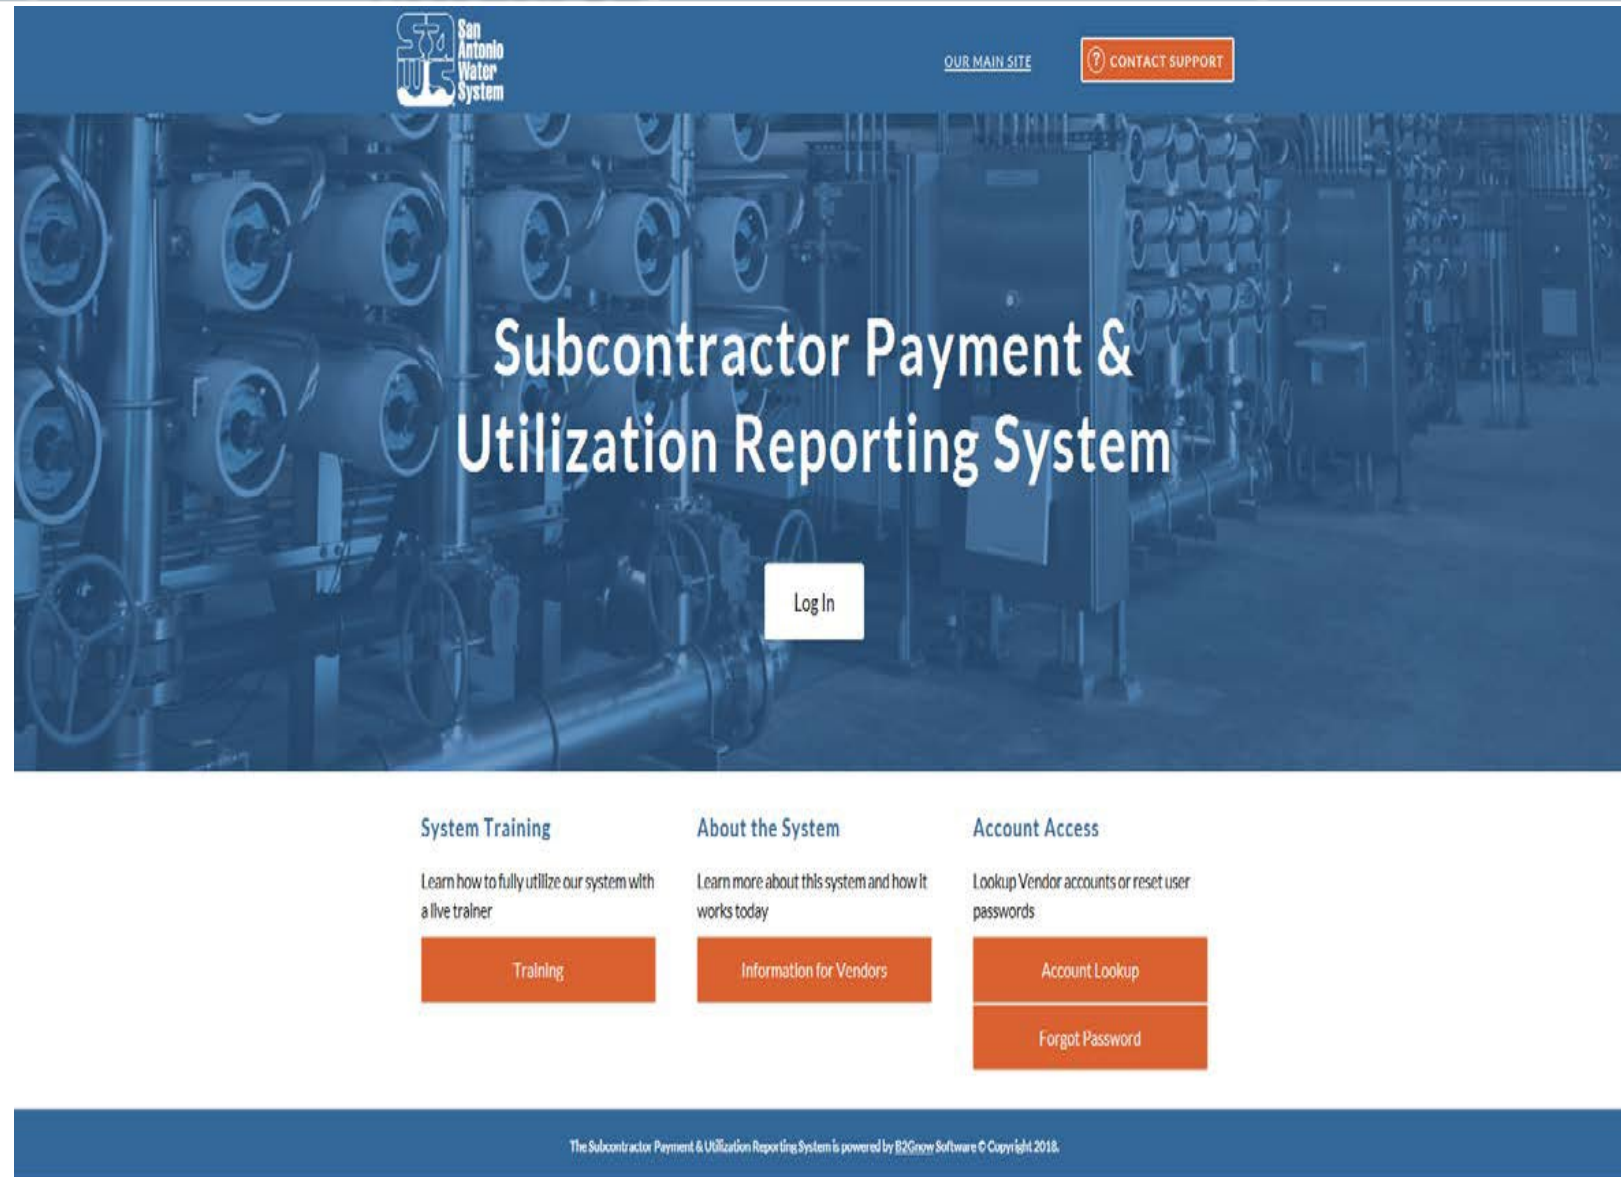 San
Antonio
Water
System
OUR MAIN SITE
? CONTACT SUPPORT
Subcontractor Payment &
Utilization Reporting System
Log In
System Training
Learn how to fully utilize our system with
a live trainer
Training
About the System
Learn more about this system and how it
works today
Information for Vendors
Account Access
Lookup Vendor accounts or reset user
passwords
Account Lookup
Forgot Password
The Subcontractor Payment & Utilization Reporting System is powered by B2Gnow Software © Copyright 2018.